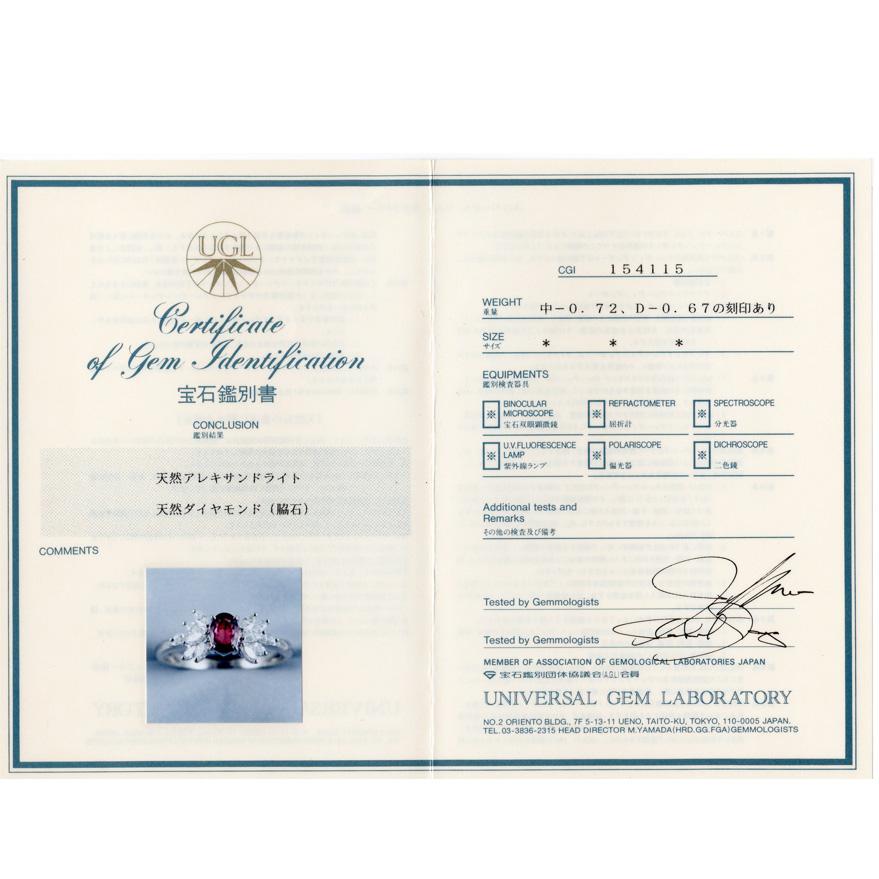 UGL
Certificate
of Gem Identification
宝石鑑別書
CONCLUSION
鑑別結果
天然アレキサンドライト
天然ダイヤモンド（脇石）
COMMENTS
CGI 154115
WEIGHT
重量
中－0.72、D－0.67の刻印あり
SIZE
サイズ
* * *
EQUIPMENTS
鑑別検査器具
※ BINOCULAR MICROSCOPE 宝石双眼顕微鏡
※ REFRACTOMETER 屈折計
※ SPECTROSCOPE 分光器
※ U.V.FLUORESCENCE LAMP 紫外線ランプ
※ POLARISCOPE 偏光器
※ DICHROSCOPE 二色鏡
Additional tests and
Remarks
その他の検査及び備考
Tested by Gemmologists
Tested by Gemmologists
MEMBER OF ASSOCIATION OF GEMOLOGICAL LABORATORIES JAPAN
宝石鑑別団体協議会(AGL)会員
UNIVERSAL GEM LABORATORY
NO.2 ORIENTO BLDG., 7F 5-13-11 UENO, TAITO-KU, TOKYO, 110-0005 JAPAN.
TEL.03-3836-2315 HEAD DIRECTOR M.YAMADA(HRD.GG.FGA)GEMMOLOGISTS